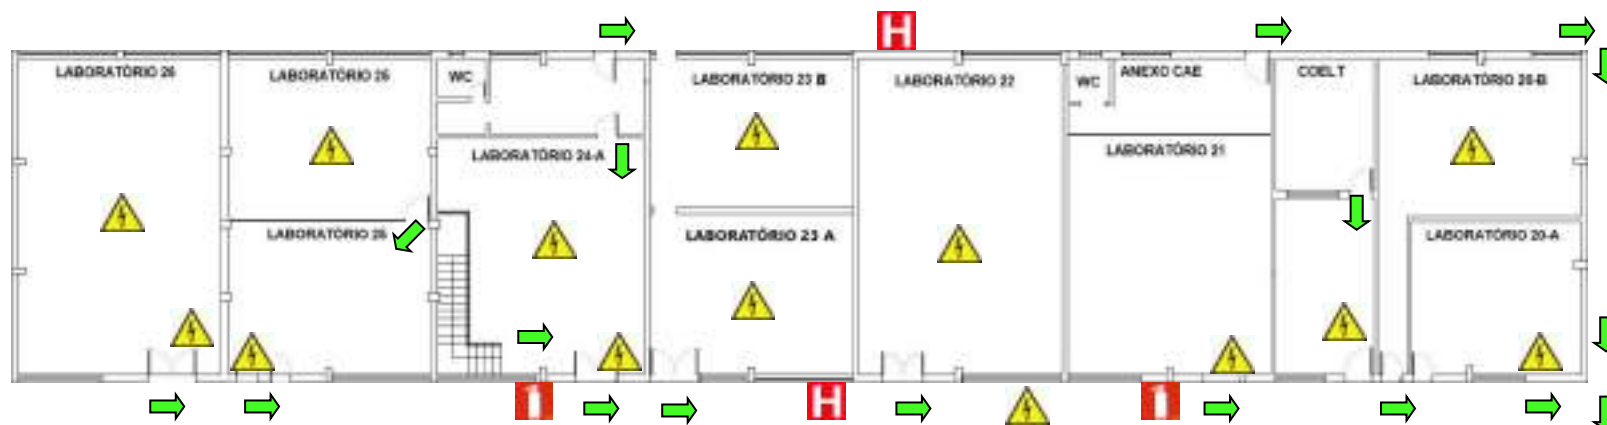 H
LABORATÓRIO 26
LABORATÓRIO 25
WC
LABORATÓRIO 23 B
LABORATÓRIO 22
WC
ANEXO CAE
COELT
LABORATÓRIO 20-B
LABORATÓRIO 24-A
LABORATÓRIO 21
LABORATÓRIO 25
LABORATÓRIO 23 A
LABORATÓRIO 20-A
H